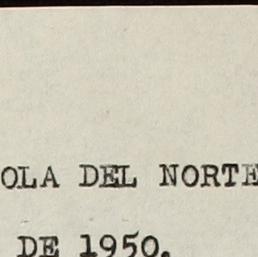 OLA DEL NORTE
DE 1950.